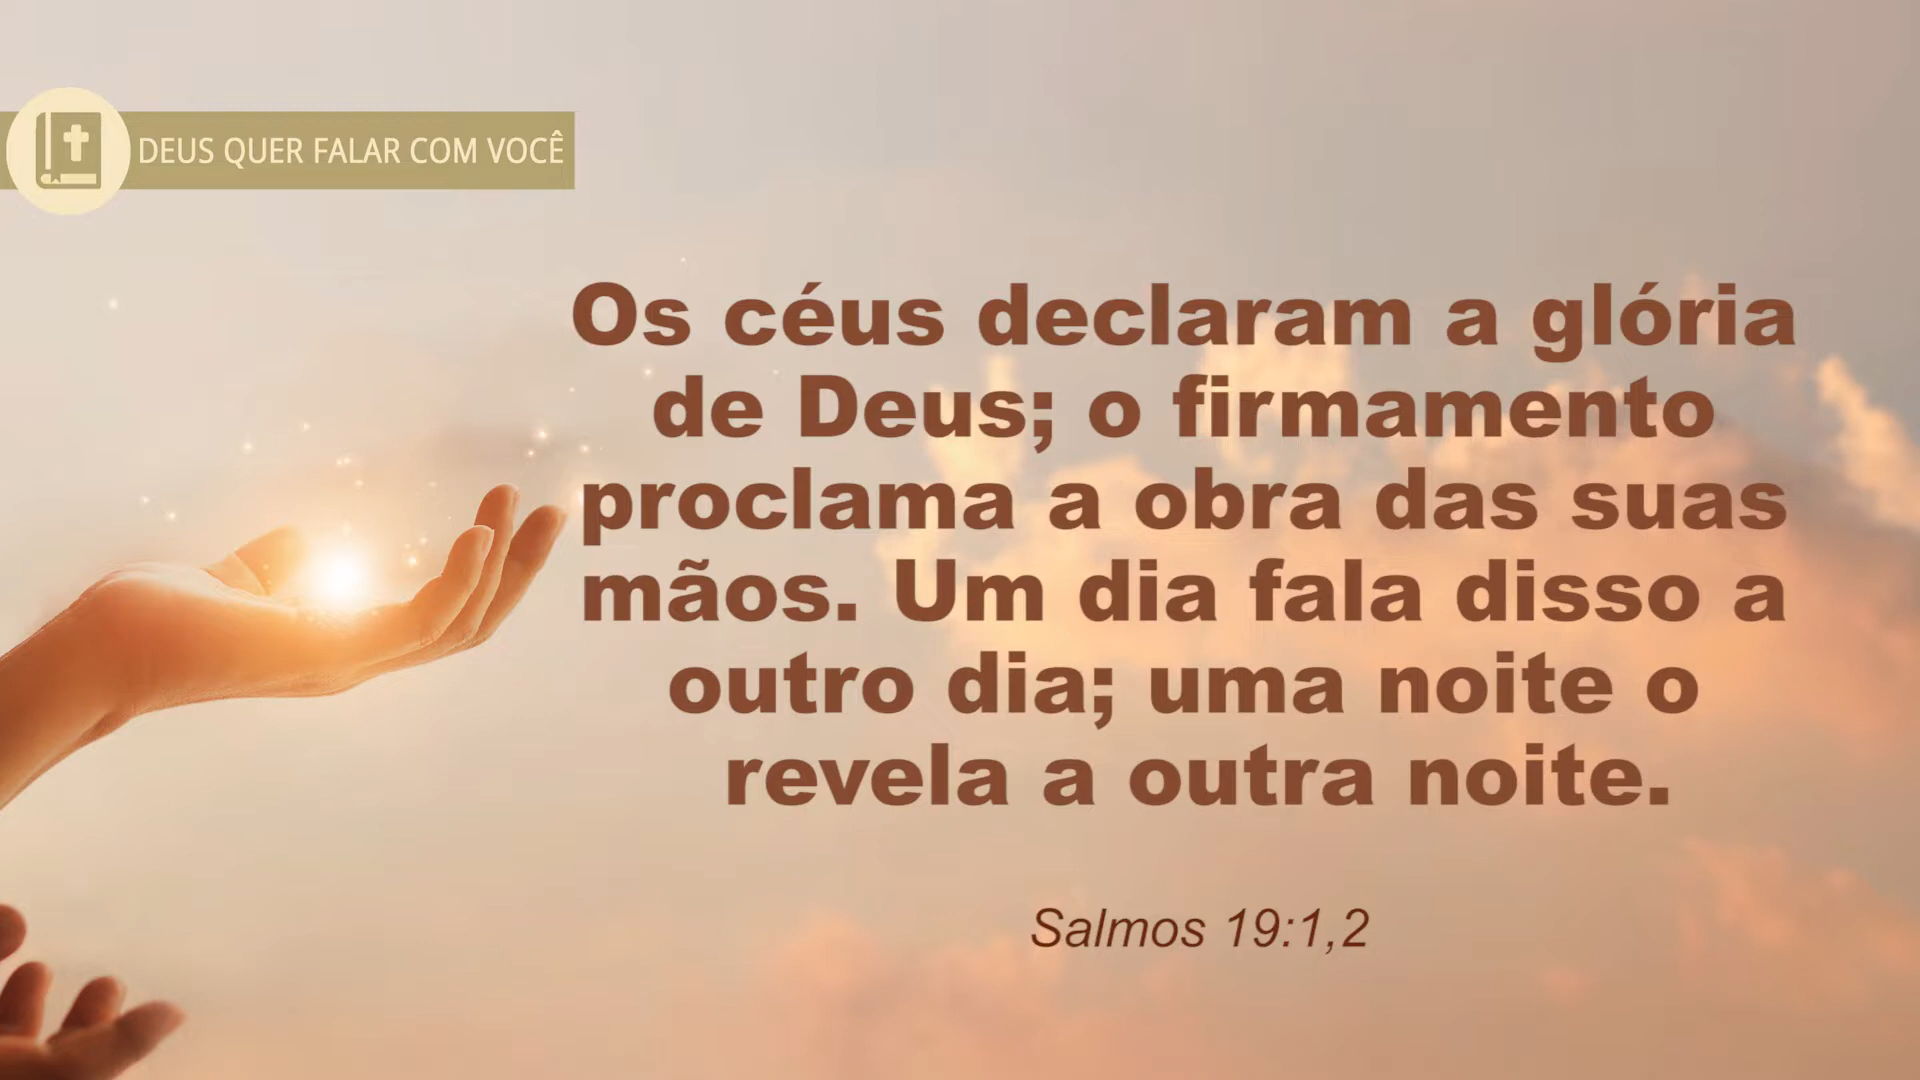 DEUS QUER FALAR COM VOCÊ
Os céus declaram a glória
de Deus; o firmamento
proclama a obra das suas
mãos. Um dia fala disso a
outro dia; uma noite o
revela a outra noite.
Salmos 19:1,2